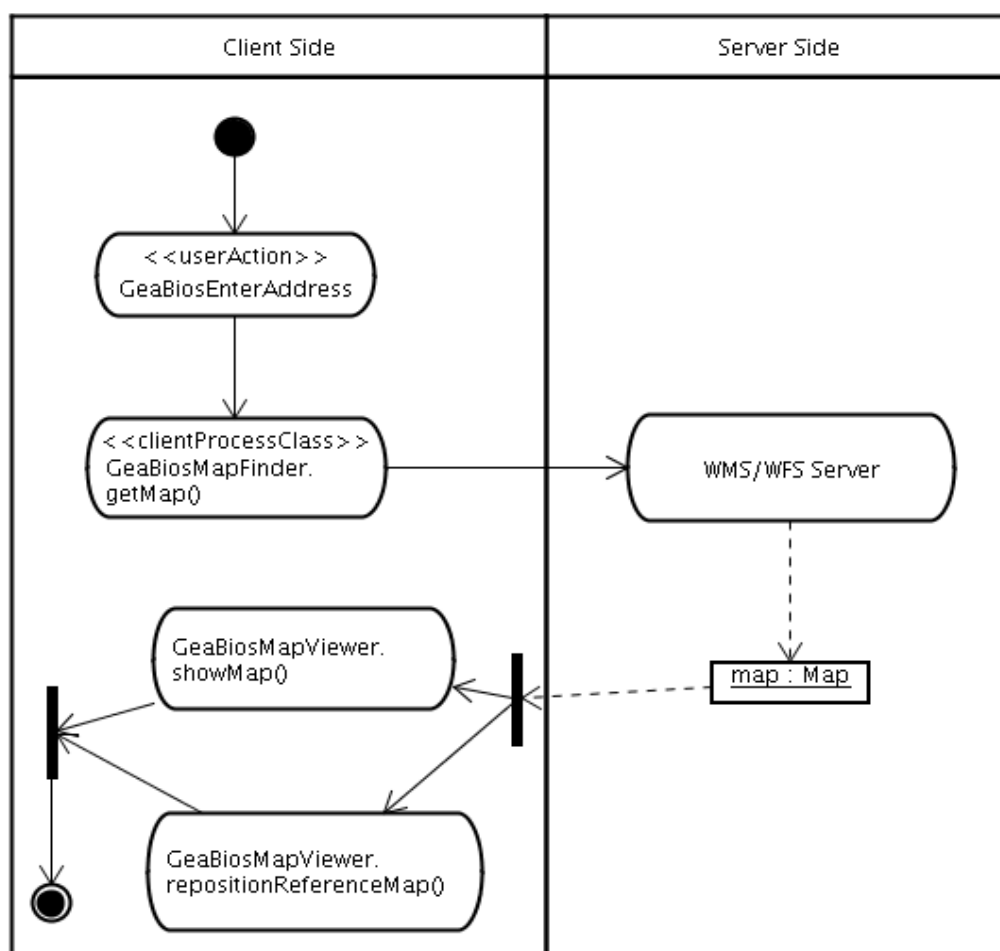 Client Side
Server Side
<<userAction>>
GeaBiosEnterAddress
<<clientProcessClass>>
GeaBiosMapFinder.
getMap()
WMS/WFS Server
GeaBiosMapViewer.
showMap()
map : Map
GeaBiosMapViewer.
repositionReferenceMap()